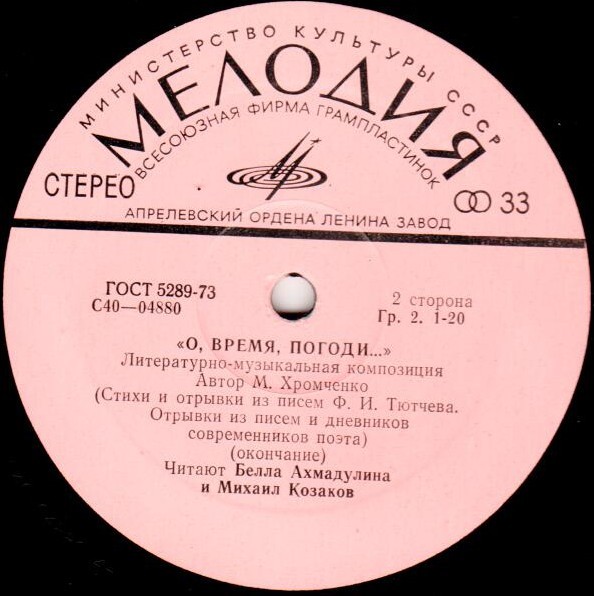 МИНИСТЕРСТВО КУЛЬТУРЫ СССР
МЕЛОДИЯ
ВСЕСОЮЗНАЯ ФИРМА ГРАМПЛАСТИНОК
СТЕРЕО
33
АПРЕЛЕВСКИЙ ОРДЕНА ЛЕНИНА ЗАВОД
ГОСТ 5289-73
С40—04880
2 сторона
Гр. 2. 1-20
«О, ВРЕМЯ, ПОГОДИ...»
Литературно-музыкальная композиция
Автор М. Хромченко
(Стихи и отрывки из писем Ф. И. Тютчева.
Отрывки из писем и дневников
современников поэта)
(окончание)
Читают Белла Ахмадулина
и Михаил Козаков